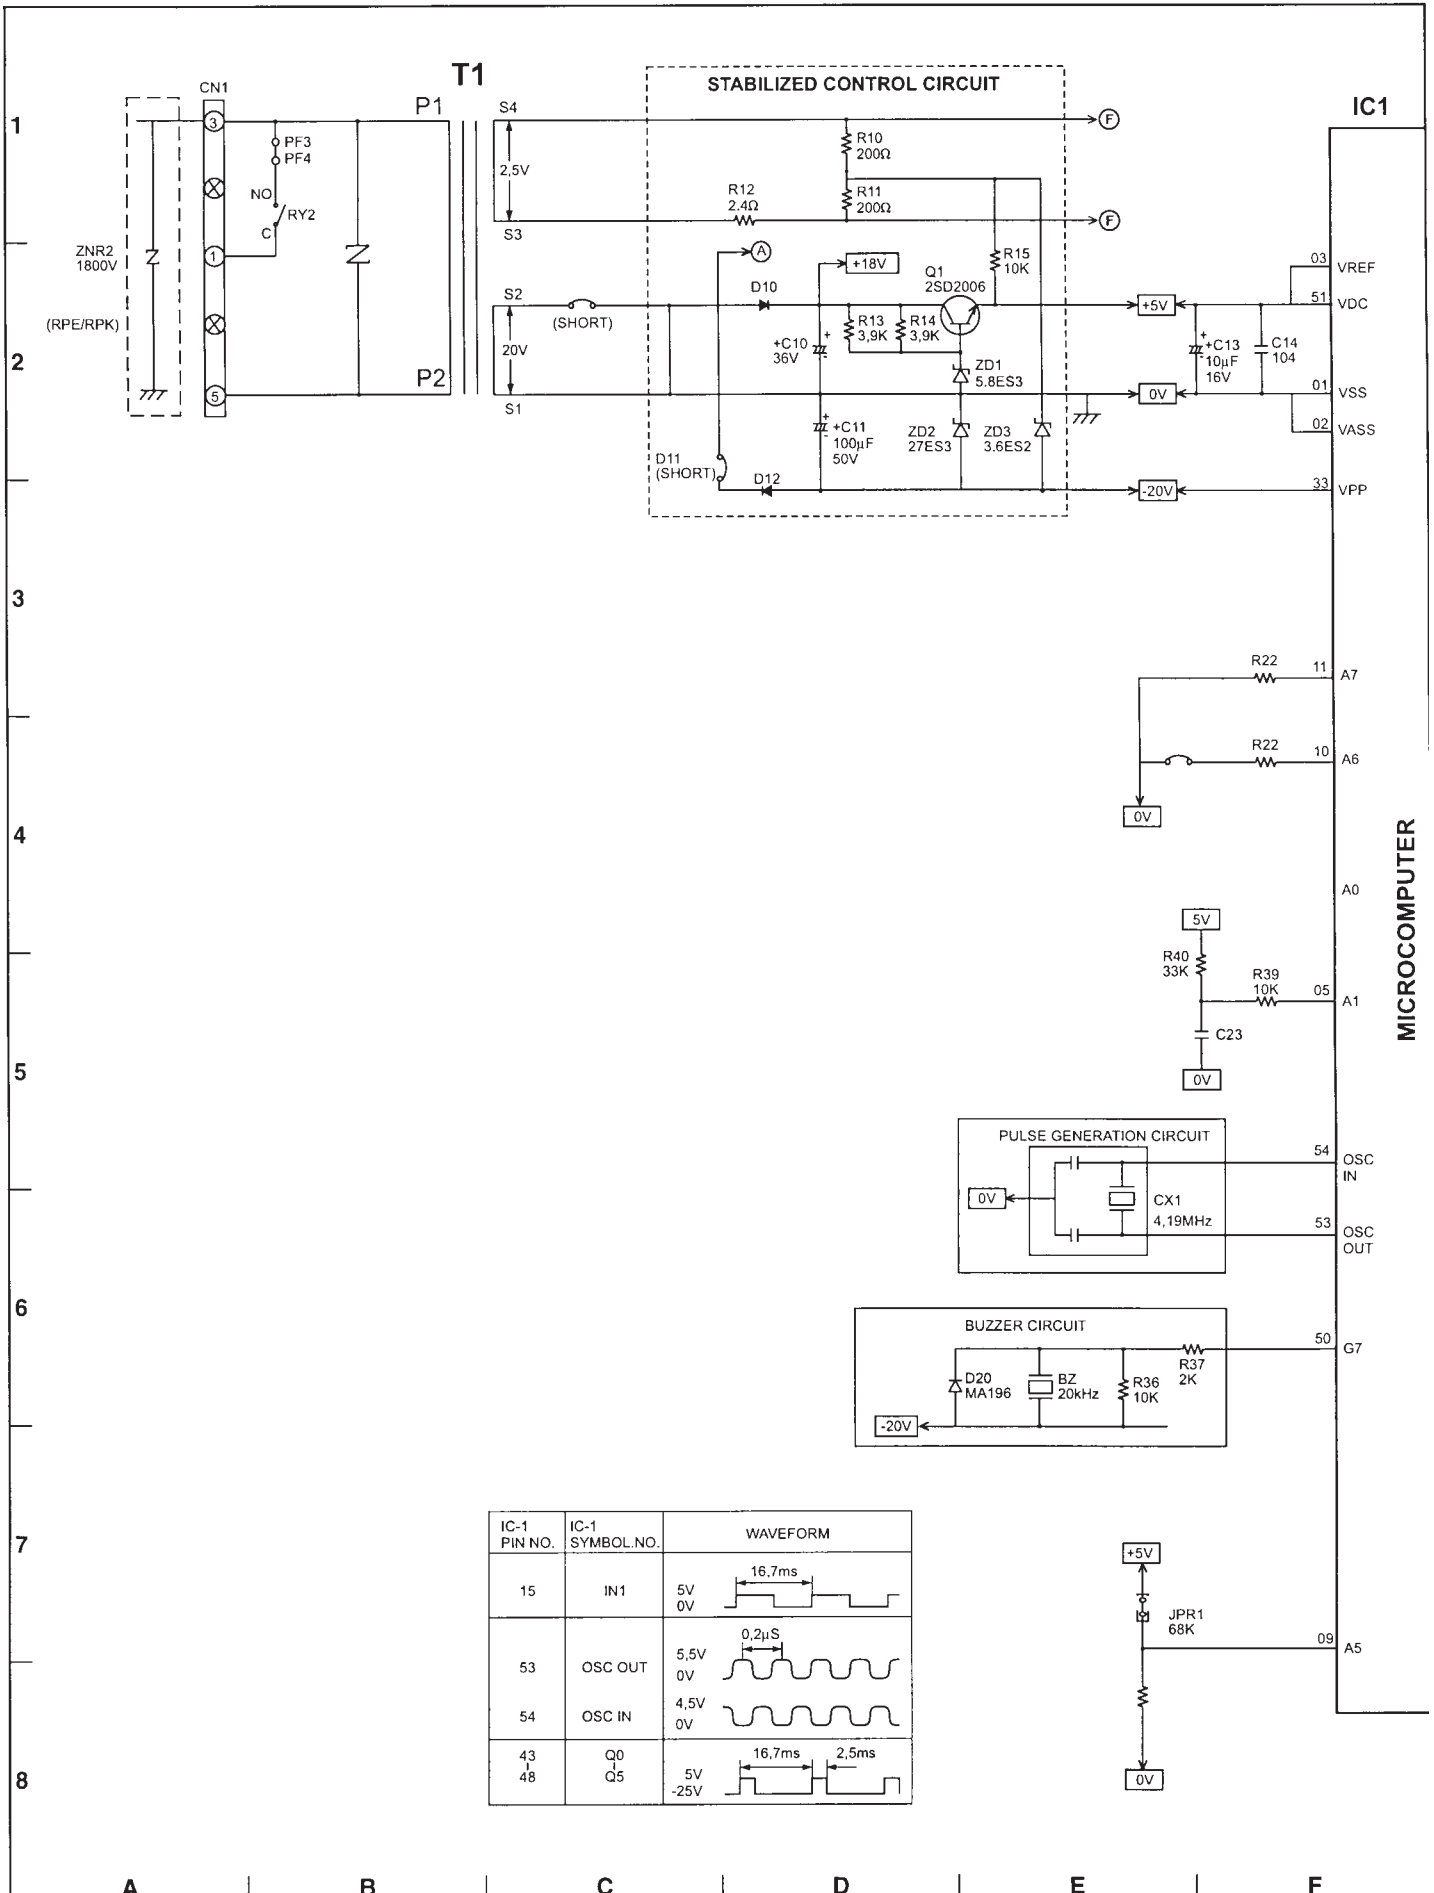 T1
CN1
P1
P2
3
1
5
PF3
PF4
NO
RY2
C
ZNR2
1800V
(RPE/RPK)
S4
2,5V
S3
S2
(SHORT)
20V
S1
STABILIZED CONTROL CIRCUIT
F
R10
200Ω
R12
2.4Ω
R11
200Ω
F
A
+18V
R15
10K
D10
Q1
2SD2006
+C10
36V
+
R13
3,9K
R14
3,9K
ZD1
5.8ES3
+
+C11
100µF
50V
ZD2
27ES3
ZD3
3.6ES2
D11
(SHORT)
D12
+5V
0V
-20V
+
+C13
10µF
16V
C14
104
IC1
MICROCOMPUTER
03
VREF
51
VDC
01
VSS
02
VASS
33
VPP
R22
11
A7
R22
10
A6
0V
A0
5V
R40
33K
R39
10K
05
A1
C23
0V
PULSE GENERATION CIRCUIT
0V
CX1
4,19MHz
54
OSC
IN
53
OSC
OUT
BUZZER CIRCUIT
D20
MA196
BZ
20kHz
R36
10K
R37
2K
50
G7
-20V
IC-1
PIN NO.
IC-1
SYMBOL.NO.
WAVEFORM
15
IN1
5V
0V
16,7ms
53
OSC OUT
5,5V
0V
0,2µS
54
OSC IN
4,5V
0V
43
48
Q0
Q5
5V
-25V
16,7ms
2,5ms
+5V
JPR1
68K
09
A5
0V
1
2
3
4
5
6
7
8
A
B
C
D
E
F